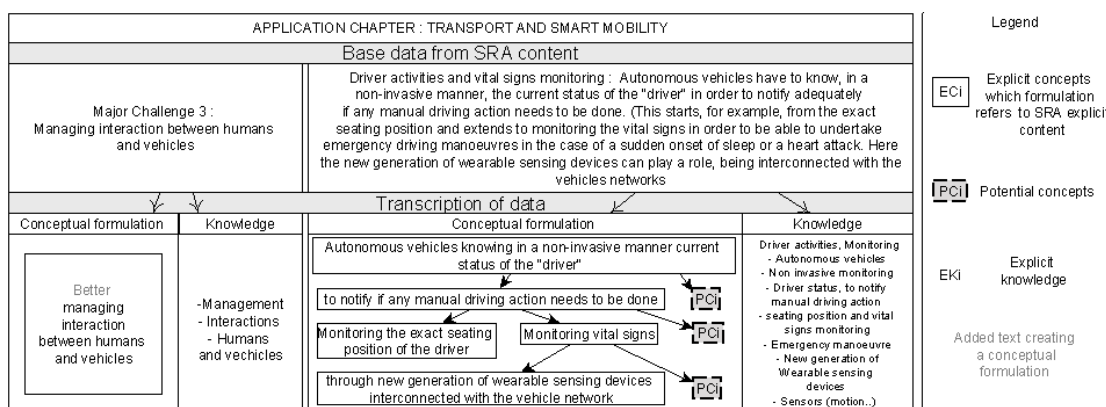 APPLICATION CHAPTER : TRANSPORT AND SMART MOBILITY
Base data from SRA content
Major Challenge 3 :
Managing interaction between humans
and vehicles
Driver activities and vital signs monitoring : Autonomous vehicles have to know, in a
non-invasive manner, the current status of the "driver" in order to notify adequately
if any manual driving action needs to be done. (This starts, for example, from the exact
seating position and extends to monitoring the vital signs in order to be able to undertake
emergency driving manoeuvres in the case of a sudden onset of sleep or a heart attack. Here
the new generation of wearable sensing devices can play a role, being interconnected with the
vehicles networks
Transcription of data
Conceptual formulation
Knowledge
Conceptual formulation
Knowledge
Better
managing
interaction
between humans
and vehicles
-Management
- Interactions
- Humans
and vechicles
Autonomous vehicles knowing in a non-invasive manner current
status of the "driver"
to notify if any manual driving action needs to be done
PCi
Monitoring the exact seating
position of the driver
Monitoring vital signs
PCi
through new generation of wearable sensing devices
interconnected with the vehicle network
PCi
Driver activities, Monitoring
- Autonomous vehicles
- Non invasive monitoring
- Driver status, to notify
manual driving action
- seating position and vital
signs monitoring
- Emergency manoeuvre
- New generation of
Wearable sensing
devices
- Sensors (motion..)
Legend
ECi
Explicit concepts
which formulation
refers to SRA explicit
content
PCi
Potential concepts
EKi
Explicit
knowledge
Added text creating
a conceptual
formulation